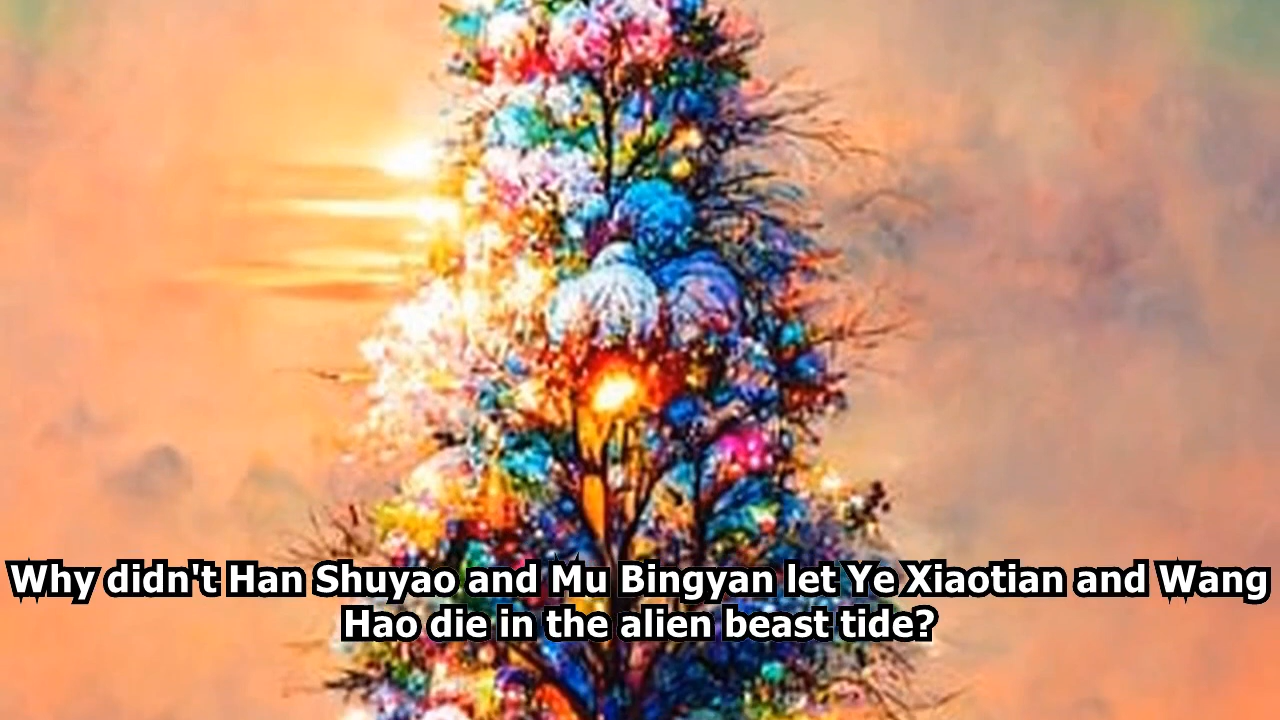 Why didn't Han Shuyao and Mu Bingyan let Ye Xiaotian and Wang
Hao die in the alien beast tide?